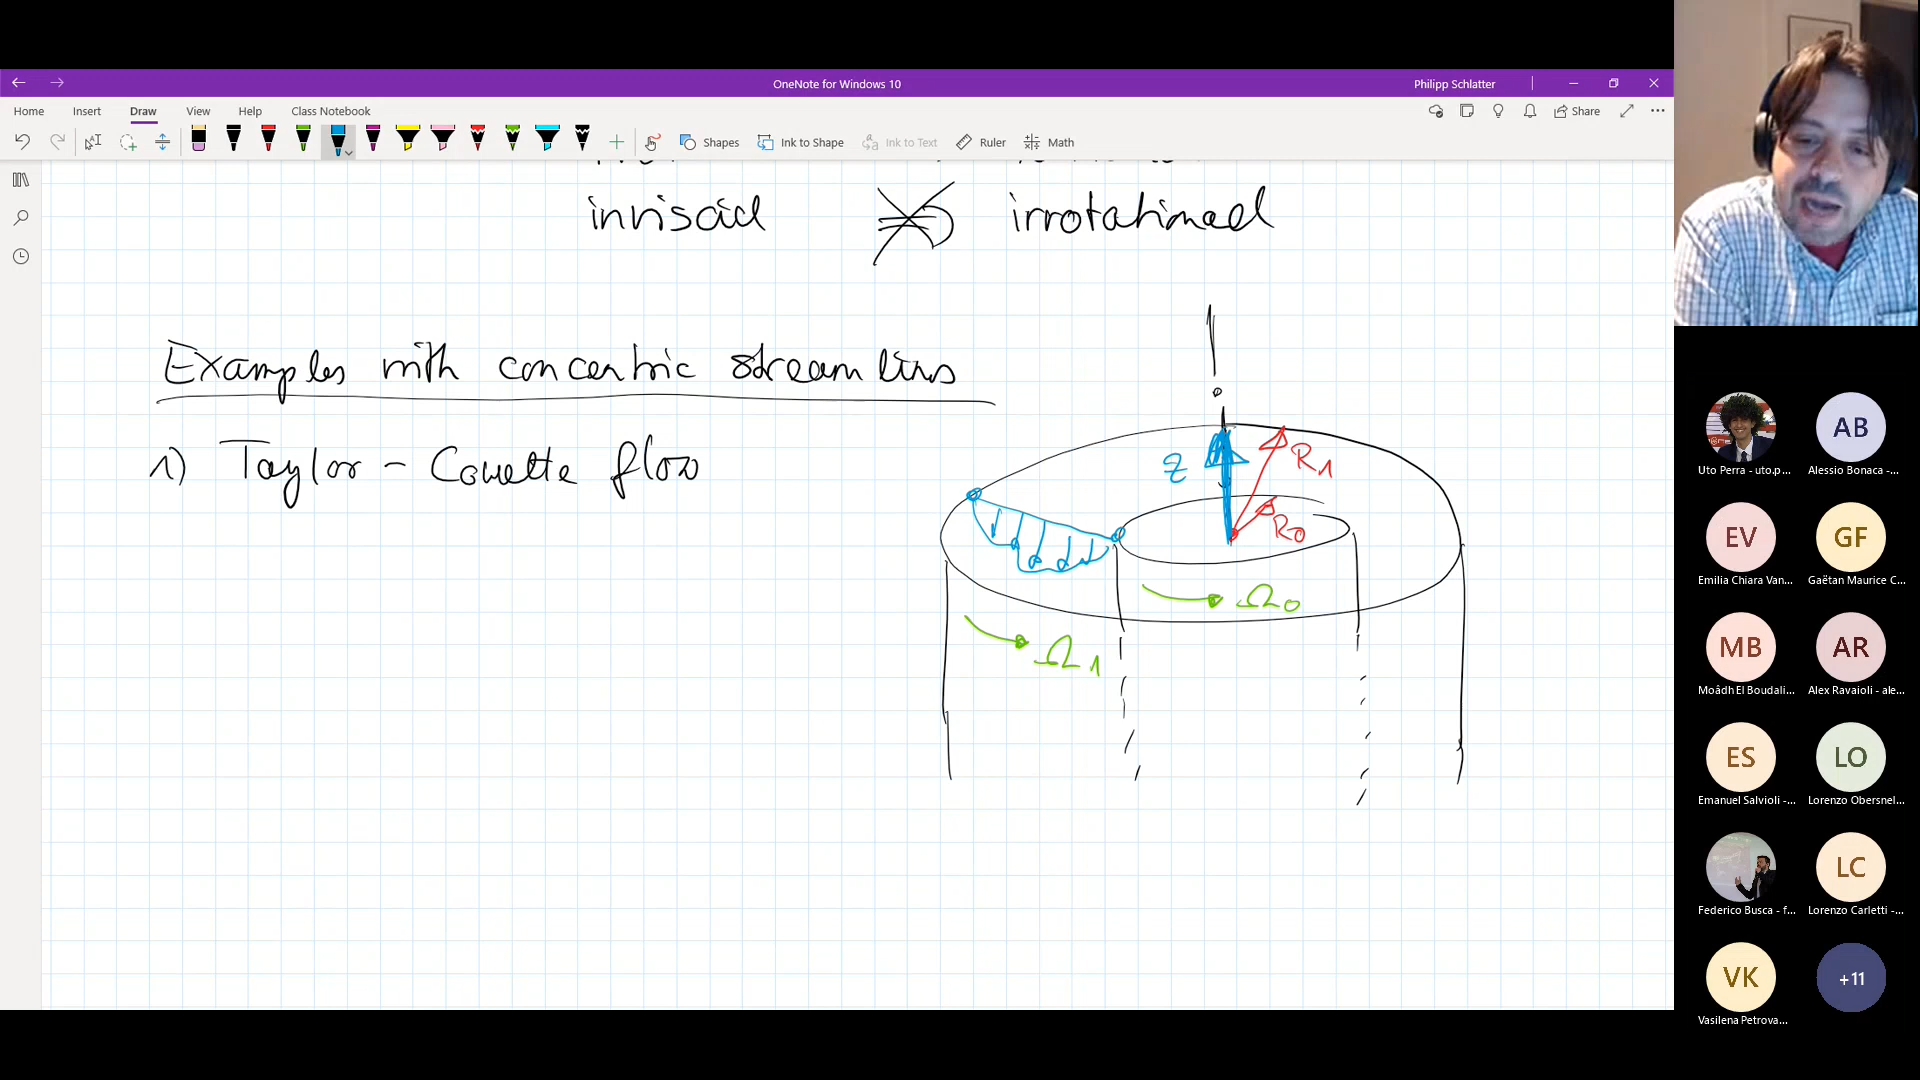 OneNote for Windows 10
Philipp Schlatter
Home Insert Draw View Help Class Notebook
Share
Shapes Ink to Shape Ink to Text Ruler Math
inviscid irrotational
Examples with concentric streamlines
1) Taylor - Couette flow
z
R1
R0
Ω0
Ω1
Uto Perra - uto.p...
AB
Alessio Bonaca -...
EV
Emilia Chiara Van...
GF
Gaëtan Maurice C...
MB
Moâdh El Boudali...
AR
Alex Ravaioli - ale...
ES
Emanuel Salvioli -...
LO
Lorenzo Obersnel...
Federico Busca - f...
LC
Lorenzo Carletti -...
VK
Vasilena Petrova...
+11